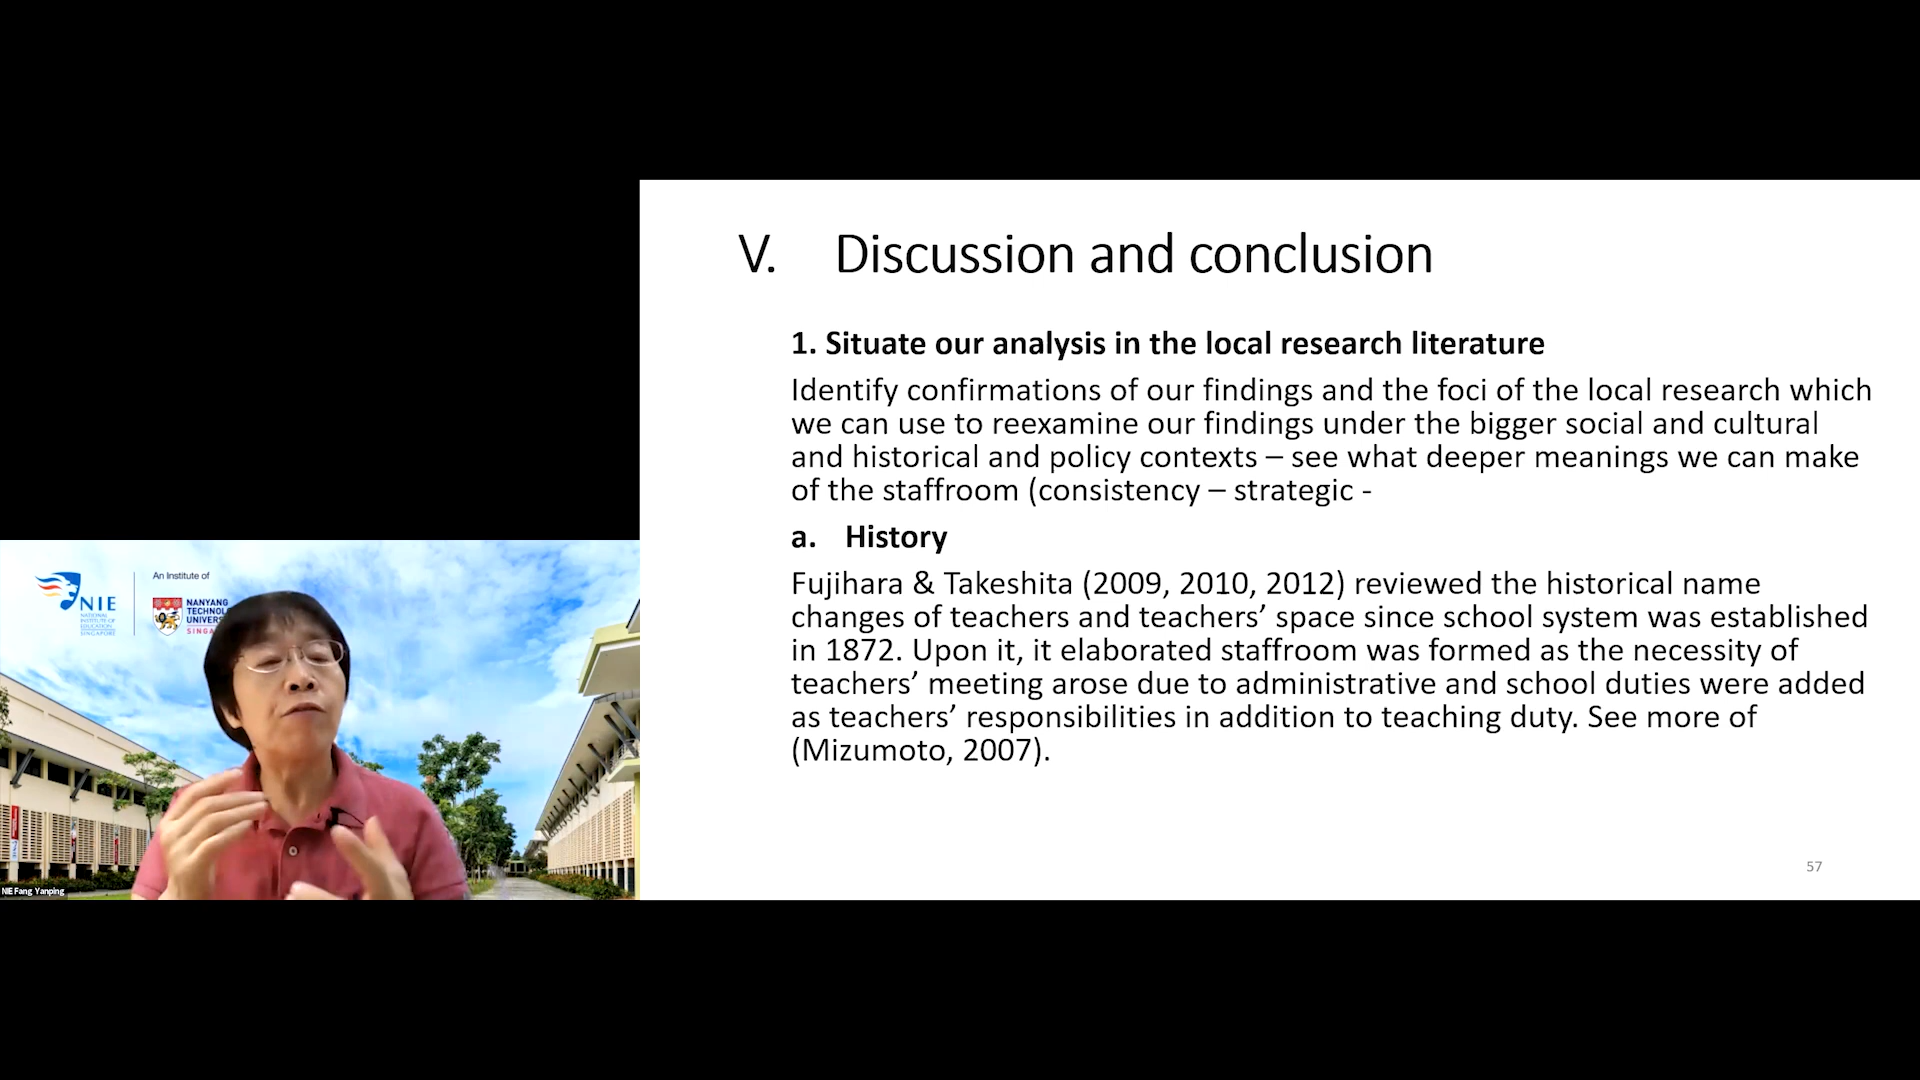 V. Discussion and conclusion
1. Situate our analysis in the local research literature
Identify confirmations of our findings and the foci of the local research which
we can use to reexamine our findings under the bigger social and cultural
and historical and policy contexts – see what deeper meanings we can make
of the staffroom (consistency – strategic -
a. History
Fujihara & Takeshita (2009, 2010, 2012) reviewed the historical name
changes of teachers and teachers’ space since school system was established
in 1872. Upon it, it elaborated staffroom was formed as the necessity of
teachers’ meeting arose due to administrative and school duties were added
as teachers’ responsibilities in addition to teaching duty. See more of
(Mizumoto, 2007).
57
NIE
NATIONAL
INSTITUTE OF
EDUCATION
SINGAPORE
An Institute of
NANYANG
TECHNOL
UNIVERS
SINGA
NIE Fang Yanping